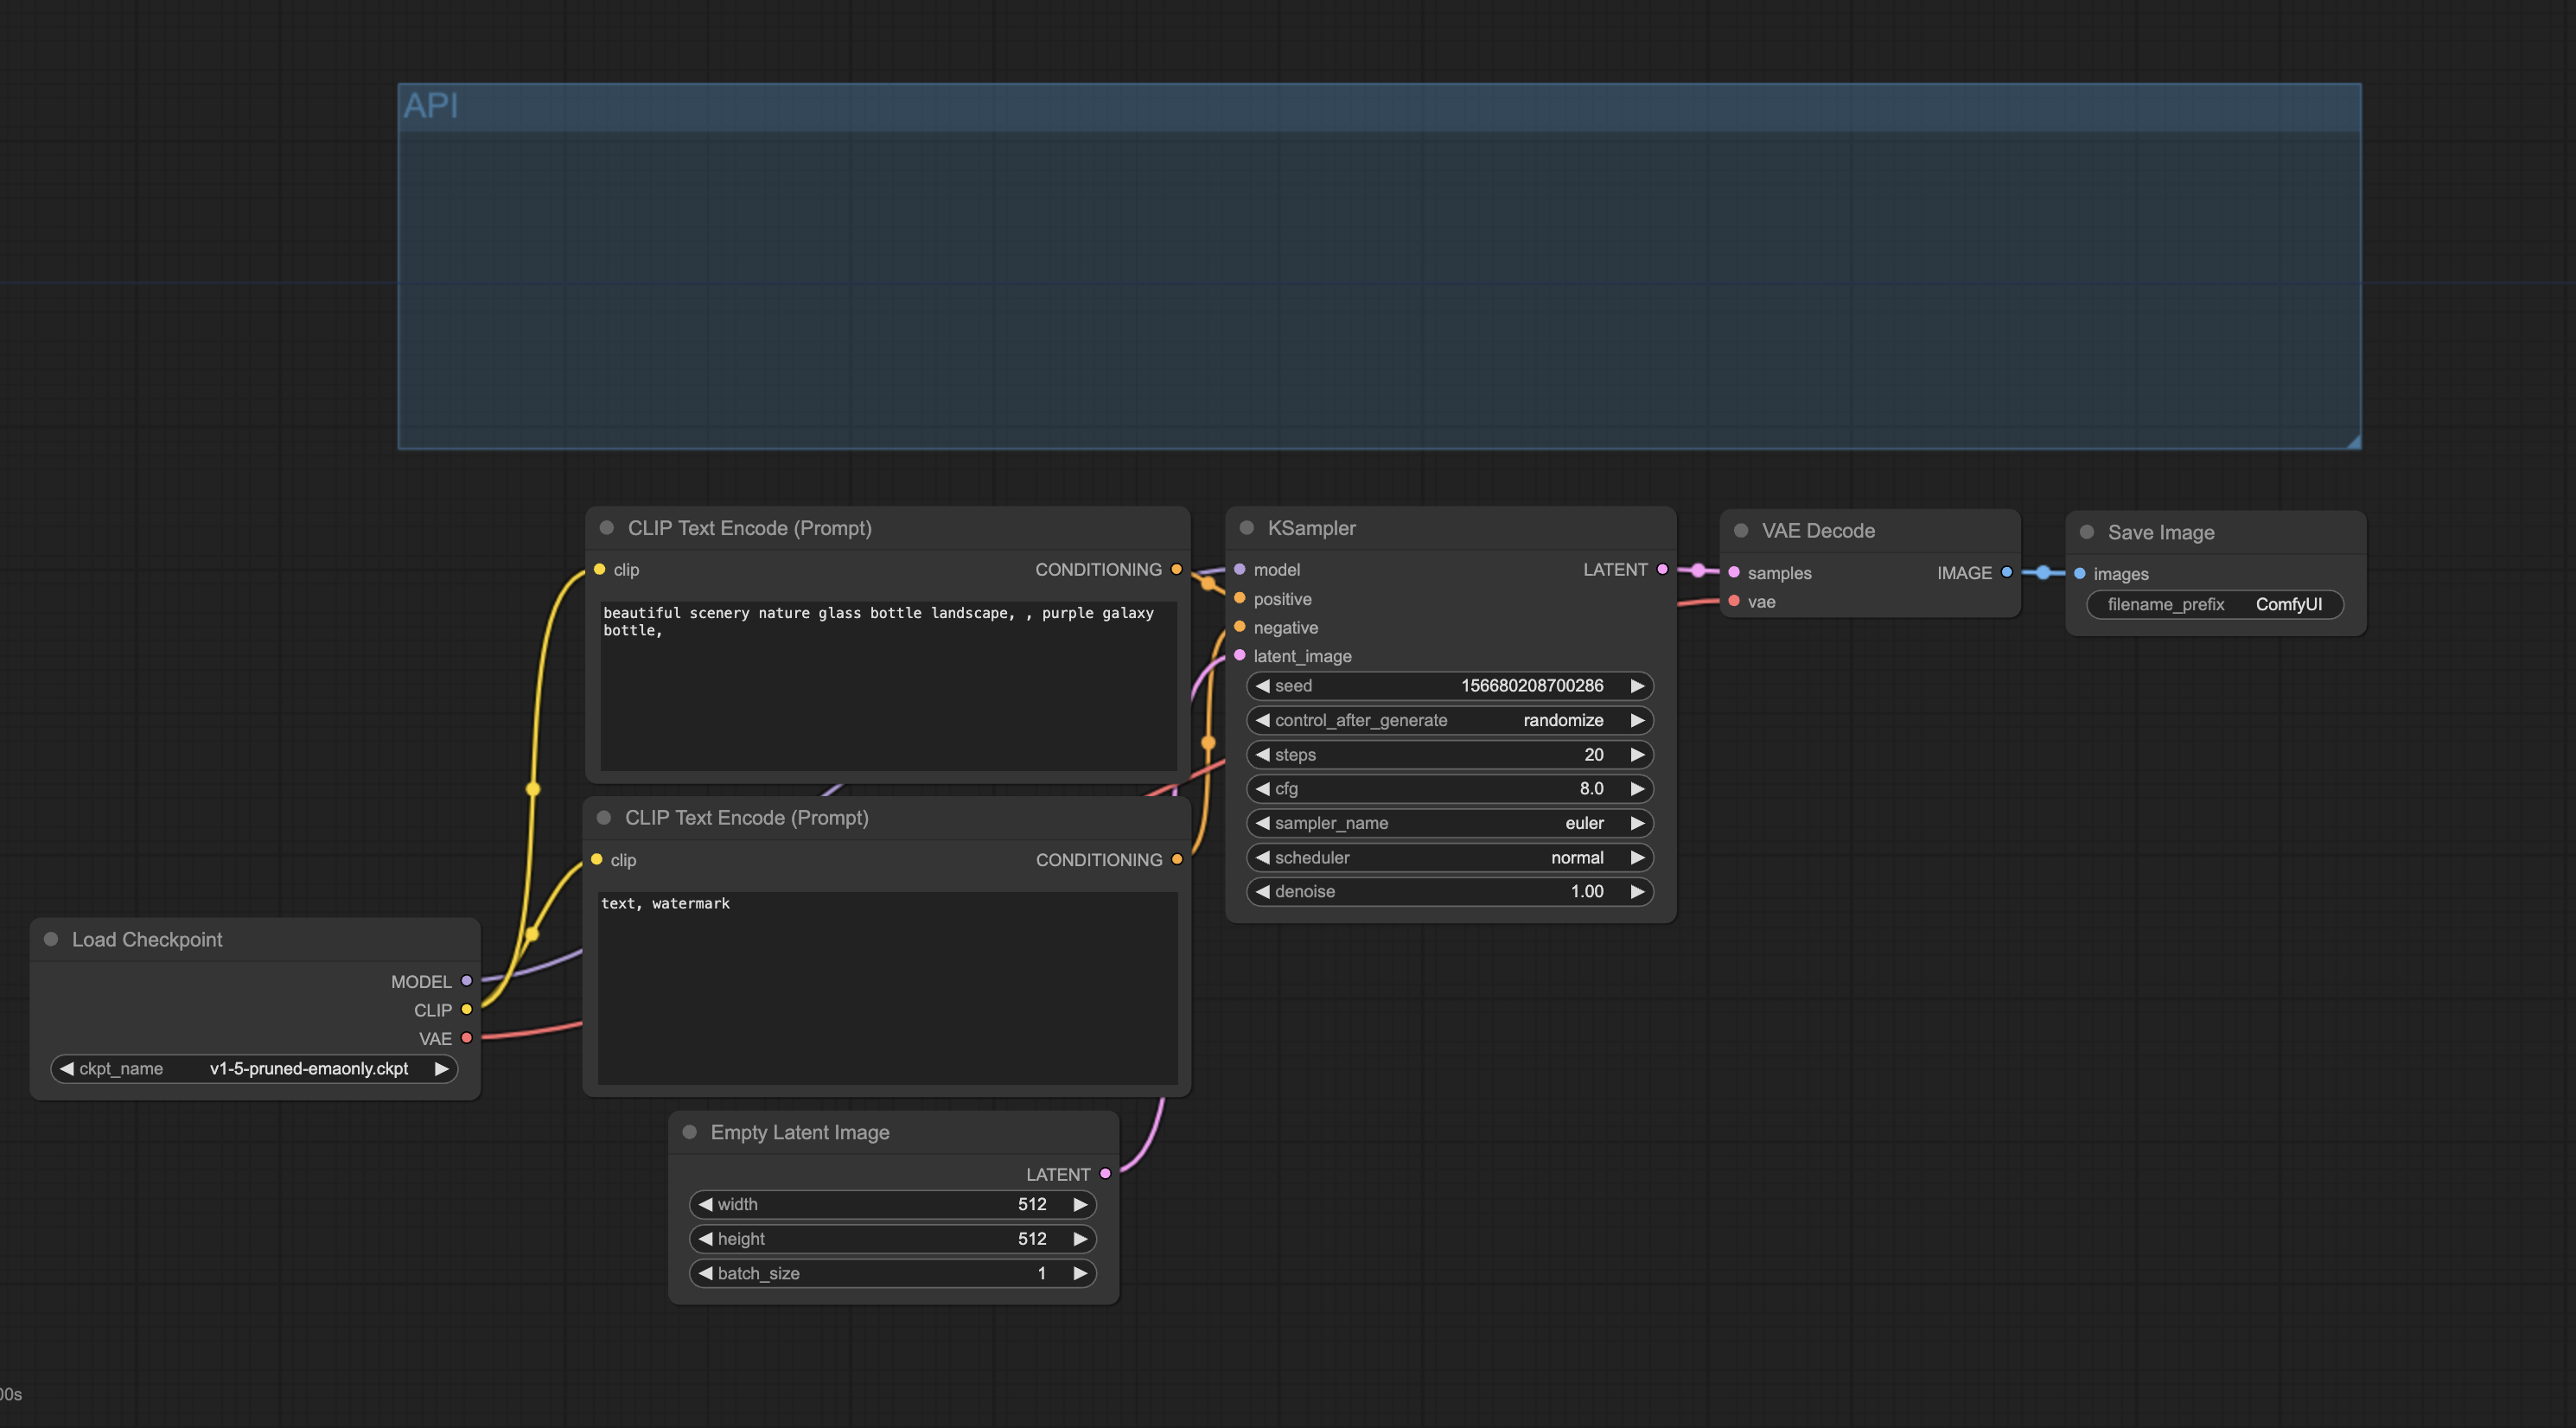 API
CLIP Text Encode (Prompt)
clip CONDITIONING
beautiful scenery nature glass bottle landscape, , purple galaxy
bottle,
KSampler
model LATENT
positive
negative
latent_image
seed 156680208700286
control_after_generate randomize
steps 20
cfg 8.0
sampler_name euler
scheduler normal
denoise 1.00
VAE Decode
samples IMAGE
vae
Save Image
images
filename_prefix ComfyUI
CLIP Text Encode (Prompt)
clip CONDITIONING
text, watermark
Load Checkpoint
MODEL
CLIP
VAE
ckpt_name v1-5-pruned-emaonly.ckpt
Empty Latent Image
LATENT
width 512
height 512
batch_size 1